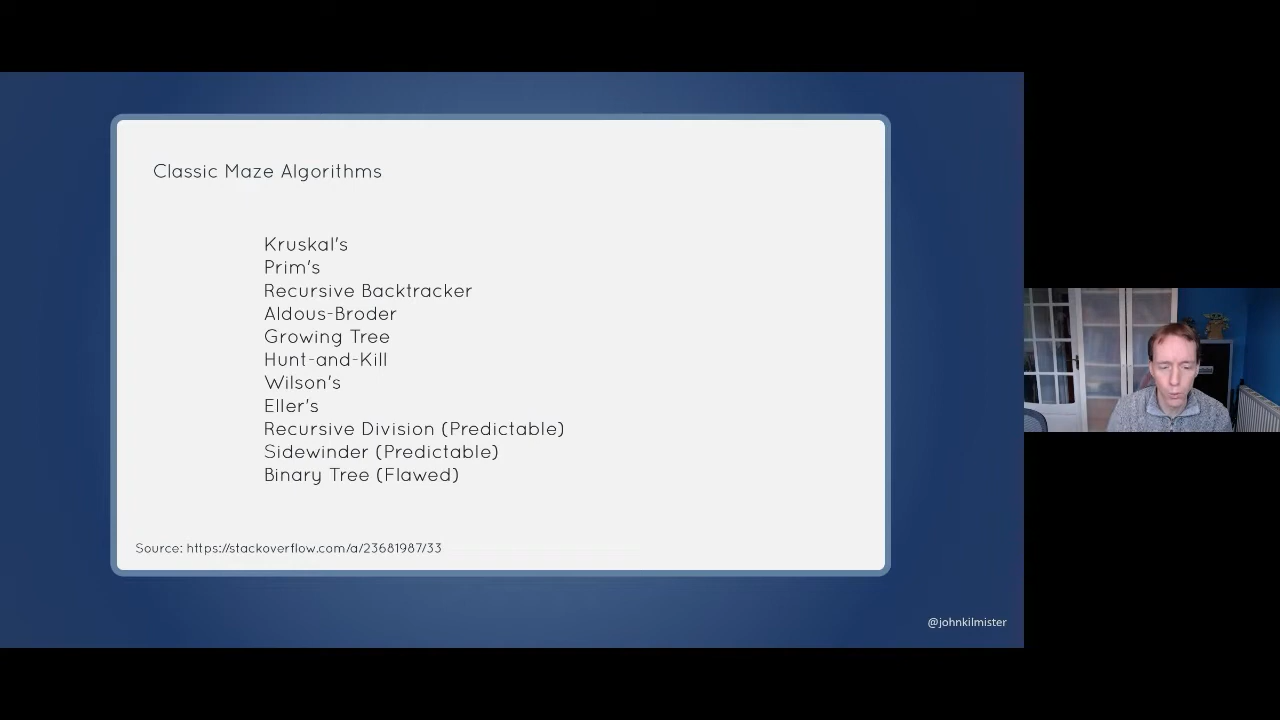 Classic Maze Algorithms
Kruskal's
Prim's
Recursive Backtracker
Aldous-Broder
Growing Tree
Hunt-and-Kill
Wilson's
Eller's
Recursive Division (Predictable)
Sidewinder (Predictable)
Binary Tree (Flawed)
Source: https://stackoverflow.com/a/23681987/33
@johnkilmister